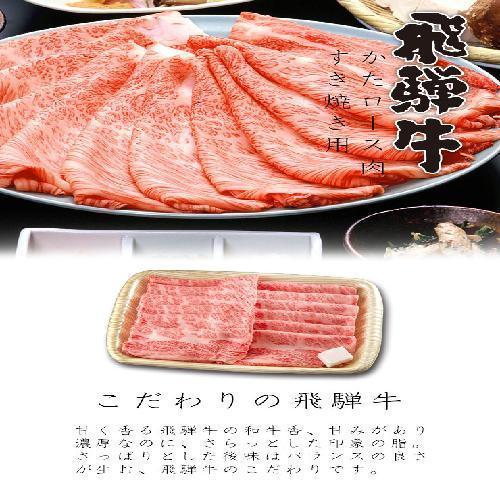 飛騨牛
かたロース肉
すき焼き用
こだわりの飛騨牛
甘く香る飛騨牛の和牛香、甘みがあり
濃厚なのに、さらっとした印象の脂。
さっぱりとした後味はバランスの良さ
が生む、飛騨牛のこだわりです。